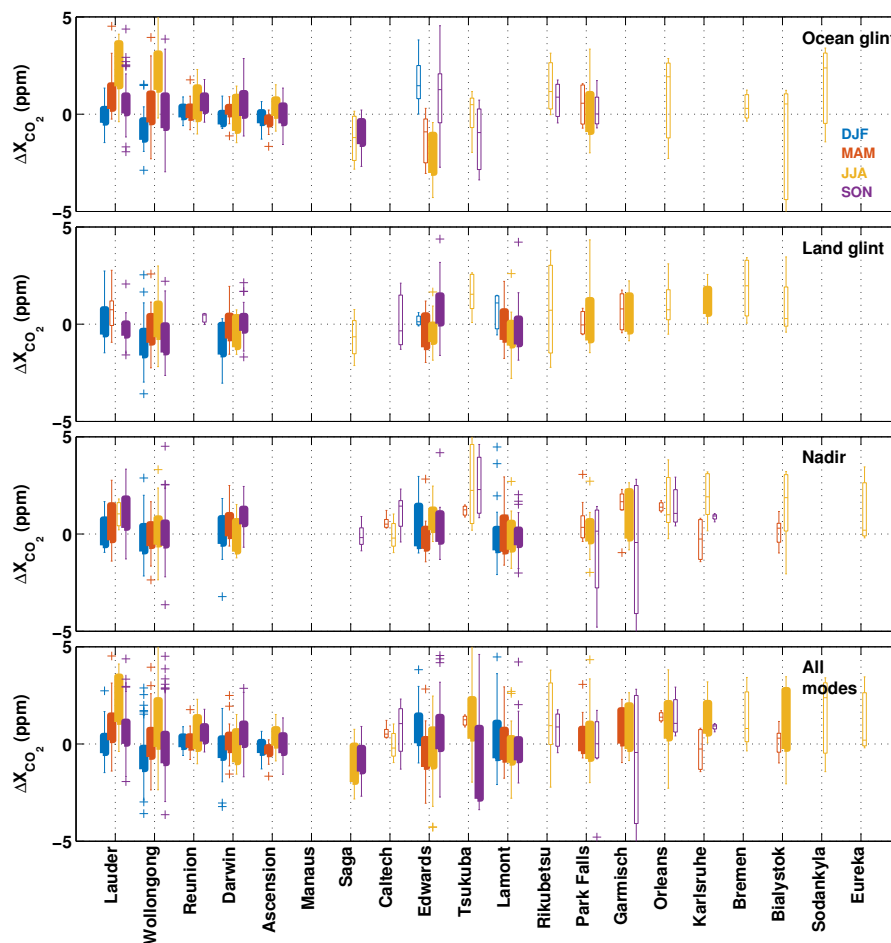 5
Ocean glint
ΔX_CO2 (ppm)
0
DJF
MAM
JJA
SON
−5
5
Land glint
ΔX_CO2 (ppm)
0
−5
5
Nadir
ΔX_CO2 (ppm)
0
−5
5
All
modes
ΔX_CO2 (ppm)
0
−5
Lauder
Wollongong
Reunion
Darwin
Ascension
Manaus
Saga
Caltech
Edwards
Tsukuba
Lamont
Rikubetsu
Park Falls
Garmisch
Orleans
Karlsruhe
Bremen
Bialystok
Sodankyla
Eureka